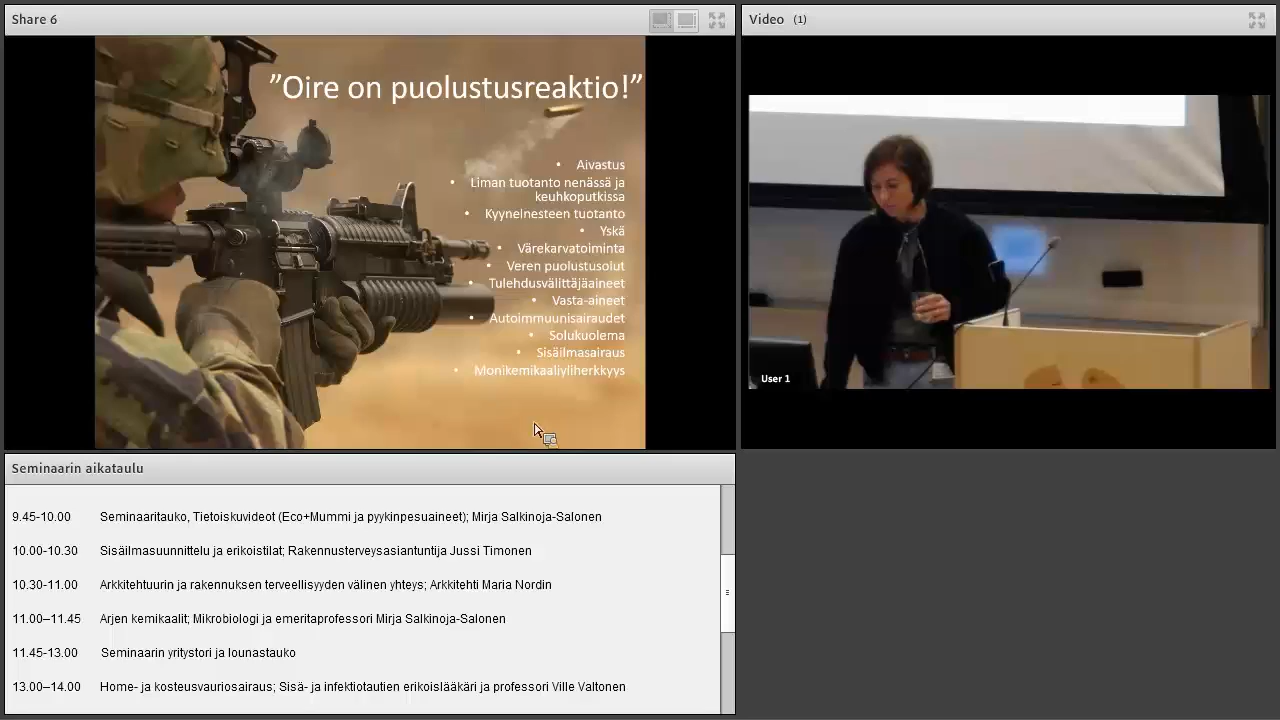 Share 6
Video (1)
”Oire on puolustusreaktio!”
• Aivastus
• Liman tuotanto nenässä ja
keuhkoputkissa
• Kyynelnesteen tuotanto
• Yskä
• Värekarvatoiminta
• Veren puolustusolut
• Tulehdusvälittäjäaineet
• Vasta-aineet
• Autoimmuunisairaudet
• Solukuolema
• Sisäilmasairaus
• Monikemikaaliyliherkkyys
User 1
Seminaarin aikataulu
9.45-10.00 Seminaaritauko, Tietoiskuvideot (Eco+Mummi ja pyykinpesuaineet); Mirja Salkinoja-Salonen
10.00-10.30 Sisäilmasuunnittelu ja erikoistilat; Rakennusterveysasiantuntija Jussi Timonen
10.30-11.00 Arkkitehtuurin ja rakennuksen terveellisyyden välinen yhteys; Arkkitehti Maria Nordin
11.00–11.45 Arjen kemikaalit; Mikrobiologi ja emeritaprofessori Mirja Salkinoja-Salonen
11.45-13.00 Seminaarin yritystori ja lounastauko
13.00–14.00 Home- ja kosteusvauriosairaus; Sisä- ja infektiotautien erikoislääkäri ja professori Ville Valtonen